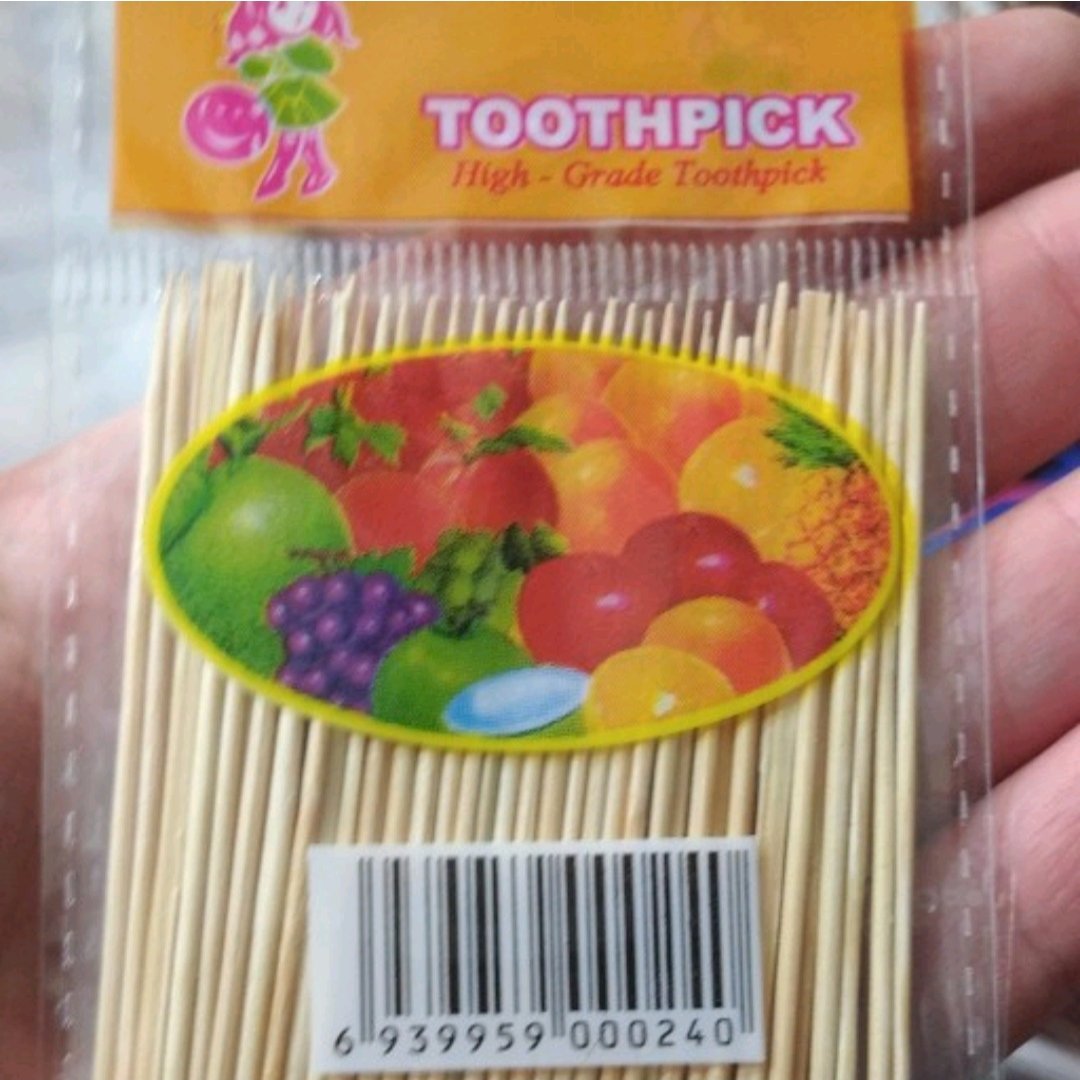 TOOTHPICK
High - Grade Toothpick
6 939959 000240